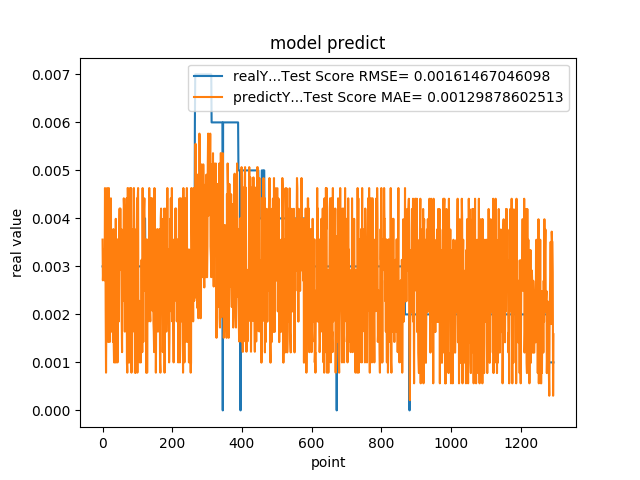 model predict
realY...Test Score RMSE= 0.00161467046098
predictY...Test Score MAE= 0.00129878602513
real value
0.007
0.006
0.005
0.004
0.003
0.002
0.001
0.000
0 200 400 600 800 1000 1200
point